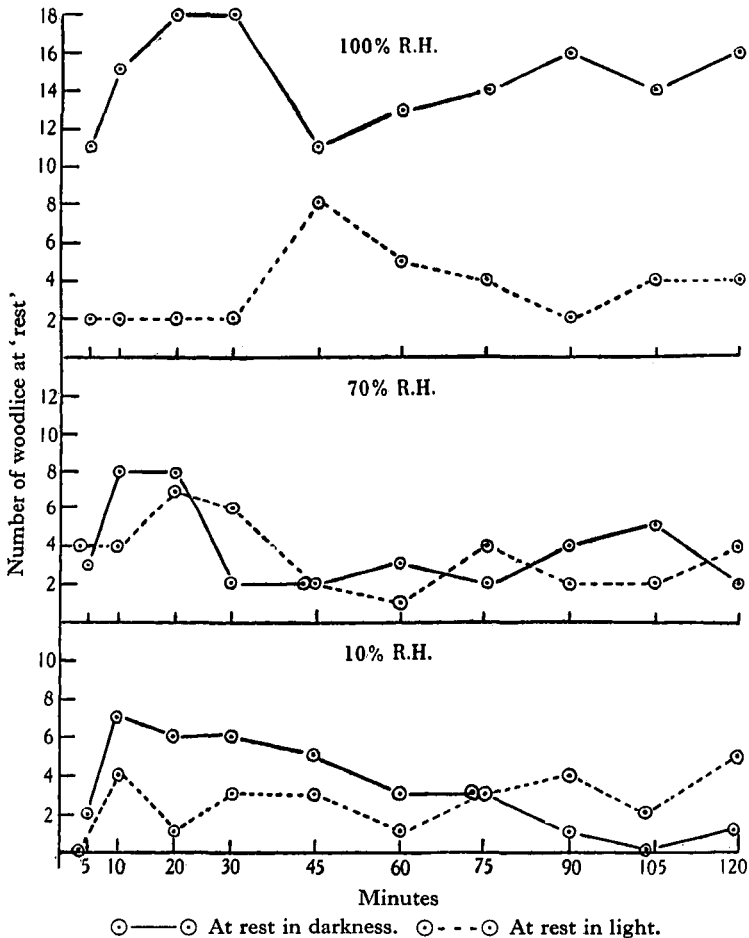 Number of woodlice at ‘ rest’
18
100% R.H.
16
14
12
10
8
6
4
2
70% R.H.
12
10
8
6
4
2
10% R.H.
10
8
6
4
2
5 10 20 30 45 60 75 90 105 120
Minutes
At rest in darkness. At rest in light.